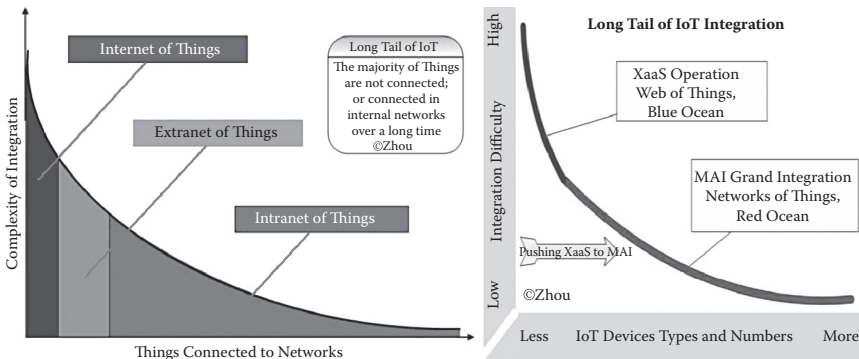 Internet of Things
Extranet of Things
Intranet of Things
Complexity of Integration
Things Connected to Networks
Long Tail of IoT
The majority of Things
are not connected;
or connected in
internal networks
over a long time
©Zhou
Long Tail of IoT Integration
High
Integration Difficulty
Low
XaaS Operation
Web of Things,
Blue Ocean
MAI Grand Integration
Networks of Things,
Red Ocean
Pushing XaaS to MAI
©Zhou
Less IoT Devices Types and Numbers More